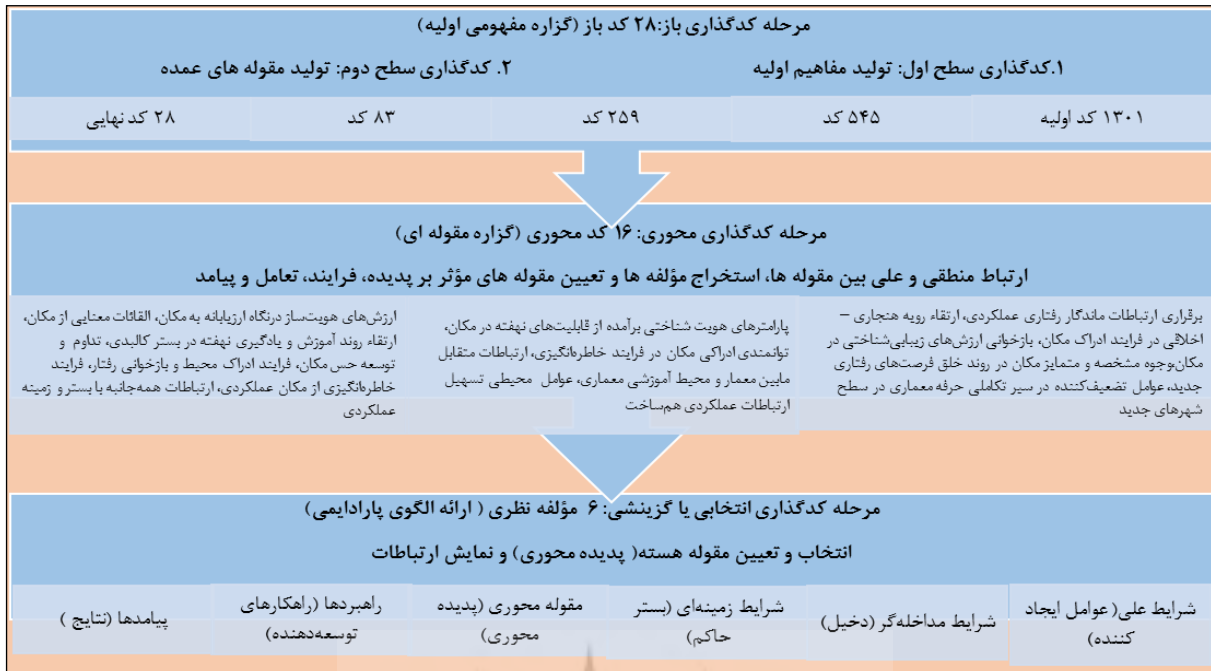 مرحله کدگذاری باز:۲۸ کد باز (گزاره مفهومی اولیه)
۱.کدگذاری سطح اول: تولید مفاهیم اولیه
۲. کدگذاری سطح دوم: تولید مقوله های عمده
۱۳۰۱ کد اولیه
۵۴۵ کد
۲۵۹ کد
۸۳ کد
۲۸ کد نهایی
مرحله کدگذاری محوری: ۱۶ کد محوری (گزاره مقوله ای)
ارتباط منطقی و علی بین مقوله ها، استخراج مؤلفه ها و تعیین مقوله های مؤثر بر پدیده، فرایند، تعامل و پیامد
برقراری ارتباطات ماندگار رفتاری عملکردی، ارتقاء رویه هنجاری –
اخلاقی در فرایند ادراک مکان، بازخوانی ارزش‌های زیبایی‌شناختی در
مکان،وجوه مشخصه و متمایز مکان در روند خلق فرصت‌های رفتاری
جدید، عوامل تضعیف‌کننده در سیر تکاملی حرفه معماری در سطح
شهرهای جدید
پارامترهای هویت شناختی برآمده از قابلیت‌های نهفته در مکان،
توانمندی ادراکی مکان در فرایند خاطره‌انگیزی، ارتباطات متقابل
مابین معمار و محیط آموزشی معماری، عوامل محیطی تسهیل
ارتباطات عملکردی هم‌ساخت
ارزش‌های هویت‌ساز درنگاه ارزیابانه به مکان، القائات معنایی از مکان،
ارتقاء روند آموزش و یادگیری نهفته در بستر کالبدی، تداوم و
توسعه حس مکان، فرایند ادراک محیط و بازخوانی رفتار، فرایند
خاطره‌انگیزی از مکان عملکردی، ارتباطات همه‌جانبه با بستر و زمینه
عملکردی
مرحله کدگذاری انتخابی یا گزینشی: ۶ مؤلفه نظری ( ارائه الگوی پارادایمی)
انتخاب و تعیین مقوله هسته( پدیده محوری) و نمایش ارتباطات
شرایط علی( عوامل ایجاد
کننده)
شرایط مداخله‌گر (دخیل)
شرایط زمینه‌ای (بستر
حاکم)
مقوله محوری (پدیده
محوری)
راهبردها (راهکارهای
توسعه‌دهنده)
پیامدها (نتایج )